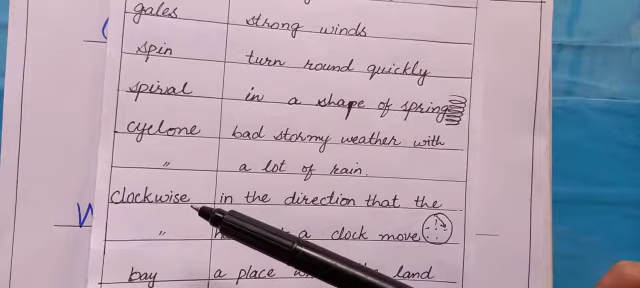 gales strong winds
spin turn round quickly
spiral in a shape of spring
cyclone bad stormy weather with
" a lot of rain.
clockwise in the direction that the
" a clock move
bay a place land